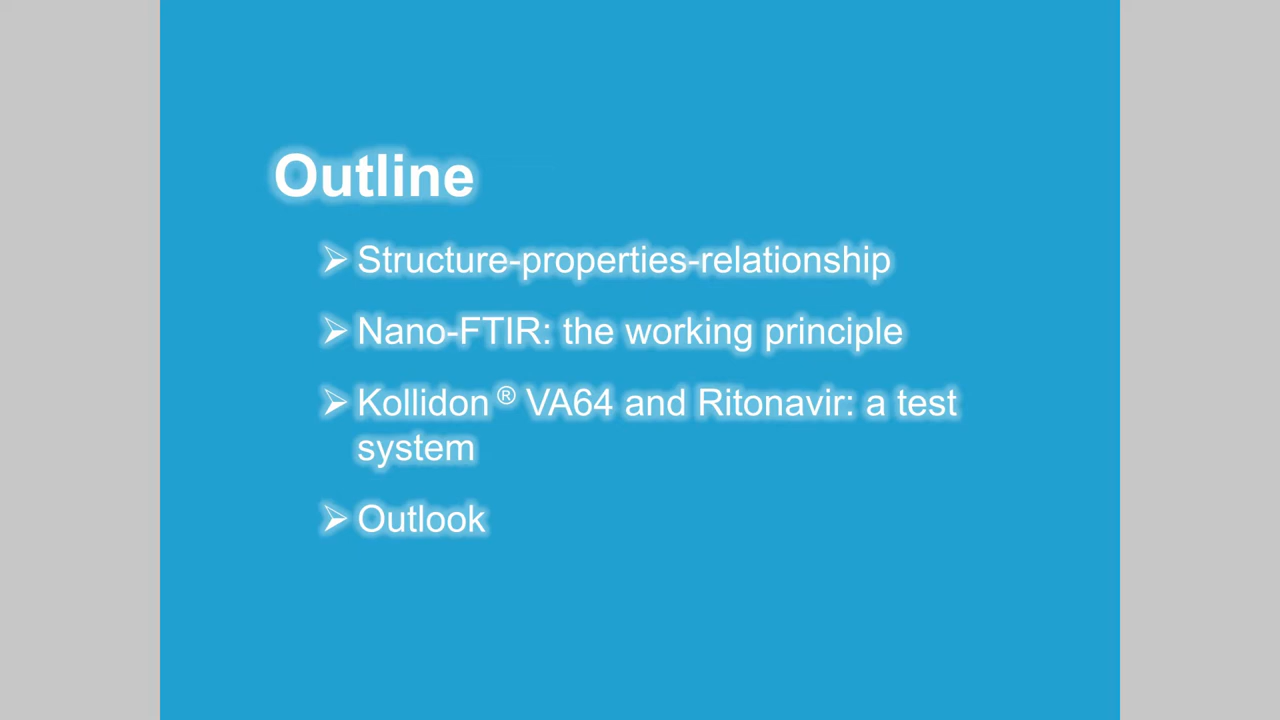 Outline
➢ Structure-properties-relationship
➢ Nano-FTIR: the working principle
➢ Kollidon ® VA64 and Ritonavir: a test
system
➢ Outlook